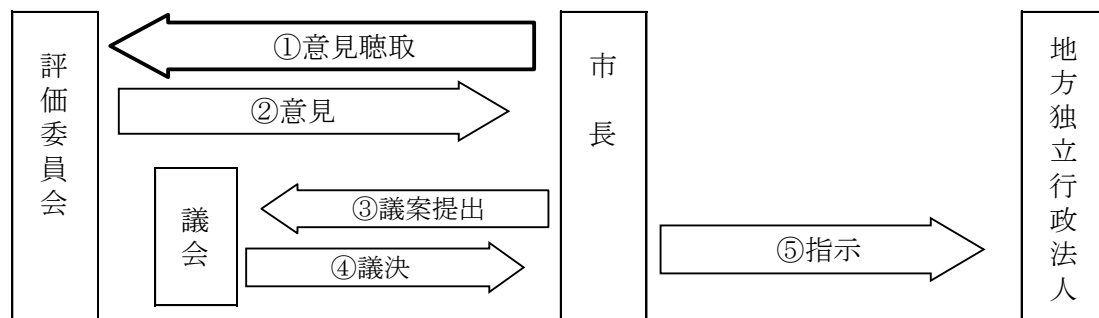 評価委員会
①意見聴取
②意見
議会
③議案提出
④議決
市長
⑤指示
地方独立行政法人